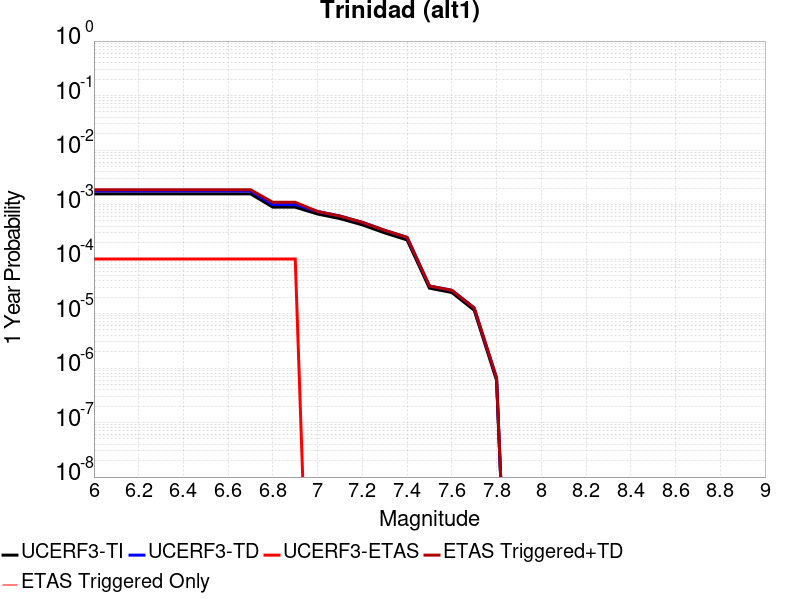 Trinidad (alt1)
10^0
10^-1
10^-2
10^-3
10^-4
10^-5
10^-6
10^-7
10^-8
1 Year Probability
6 6.2 6.4 6.6 6.8 7 7.2 7.4 7.6 7.8 8 8.2 8.4 8.6 8.8 9
Magnitude
UCERF3-TI UCERF3-TD UCERF3-ETAS ETAS Triggered+TD
ETAS Triggered Only